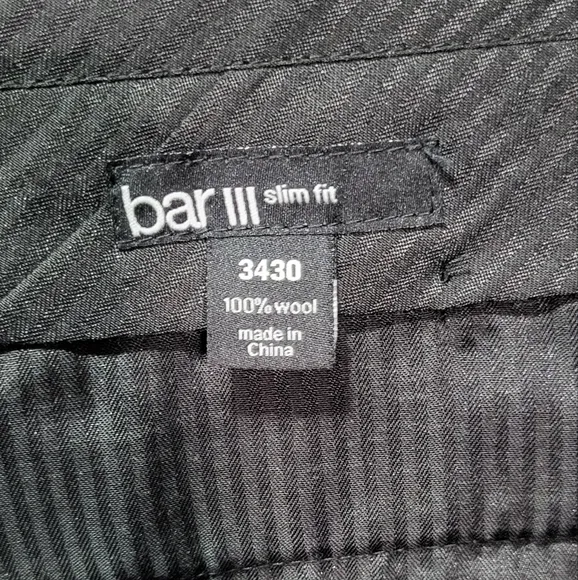 bar III slim fit
3430
100% wool
made in
China